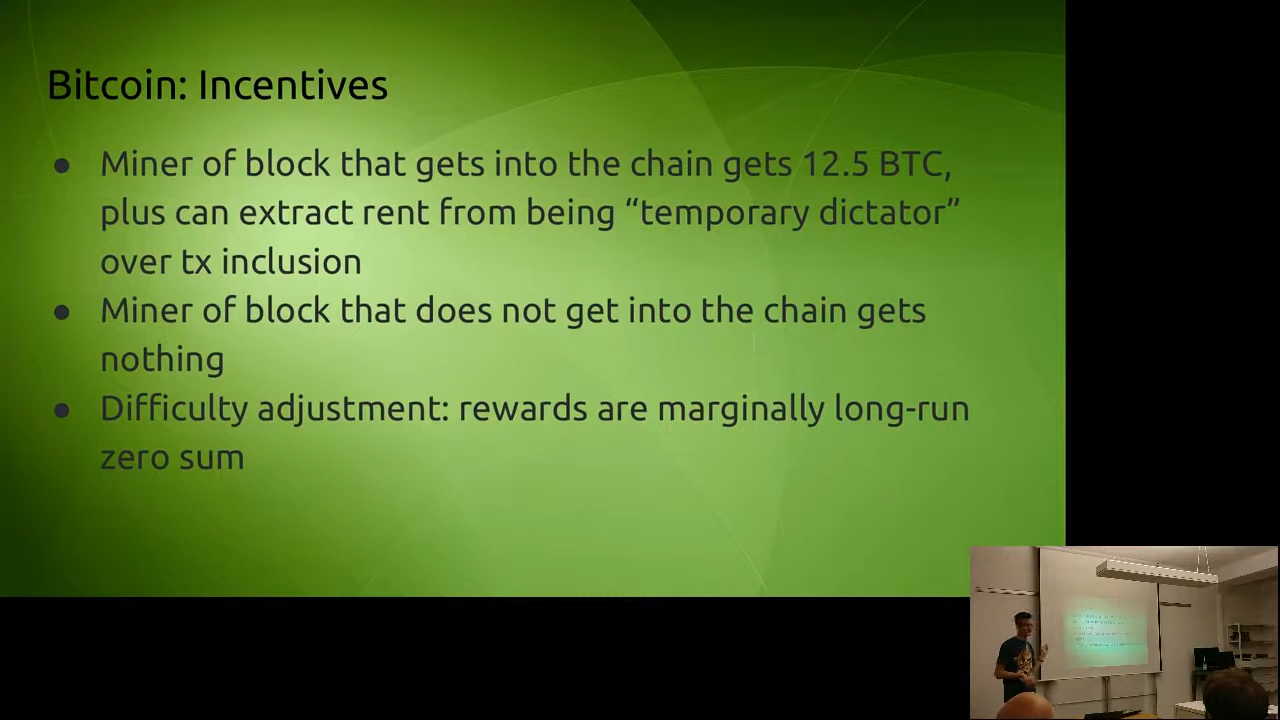 Bitcoin: Incentives
● Miner of block that gets into the chain gets 12.5 BTC,
plus can extract rent from being “temporary dictator”
over tx inclusion
● Miner of block that does not get into the chain gets
nothing
● Difficulty adjustment: rewards are marginally long-run
zero sum